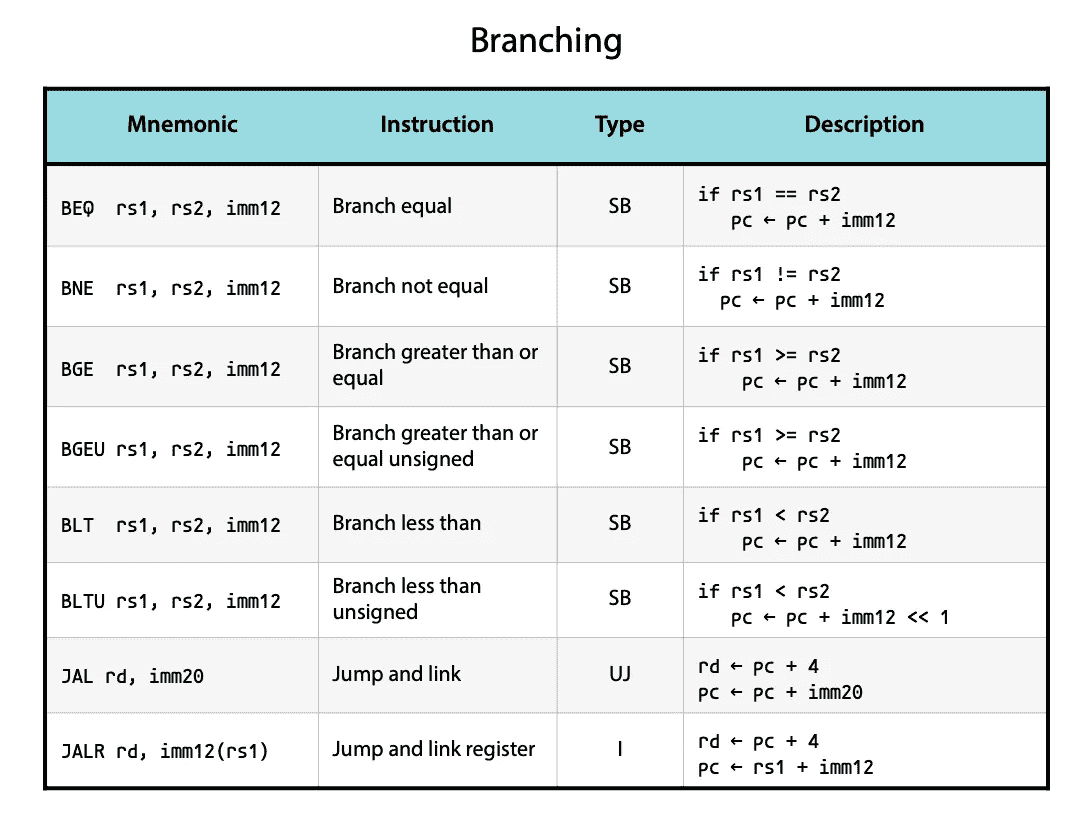 Branching
Mnemonic Instruction Type Description
BEQ rs1, rs2, imm12 Branch equal SB if rs1 == rs2
pc ← pc + imm12
BNE rs1, rs2, imm12 Branch not equal SB if rs1 != rs2
pc ← pc + imm12
BGE rs1, rs2, imm12 Branch greater than or
equal SB if rs1 >= rs2
pc ← pc + imm12
BGEU rs1, rs2, imm12 Branch greater than or
equal unsigned SB if rs1 >= rs2
pc ← pc + imm12
BLT rs1, rs2, imm12 Branch less than SB if rs1 < rs2
pc ← pc + imm12
BLTU rs1, rs2, imm12 Branch less than
unsigned SB if rs1 < rs2
pc ← pc + imm12 << 1
JAL rd, imm20 Jump and link UJ rd ← pc + 4
pc ← pc + imm20
JALR rd, imm12(rs1) Jump and link register I rd ← pc + 4
pc ← rs1 + imm12